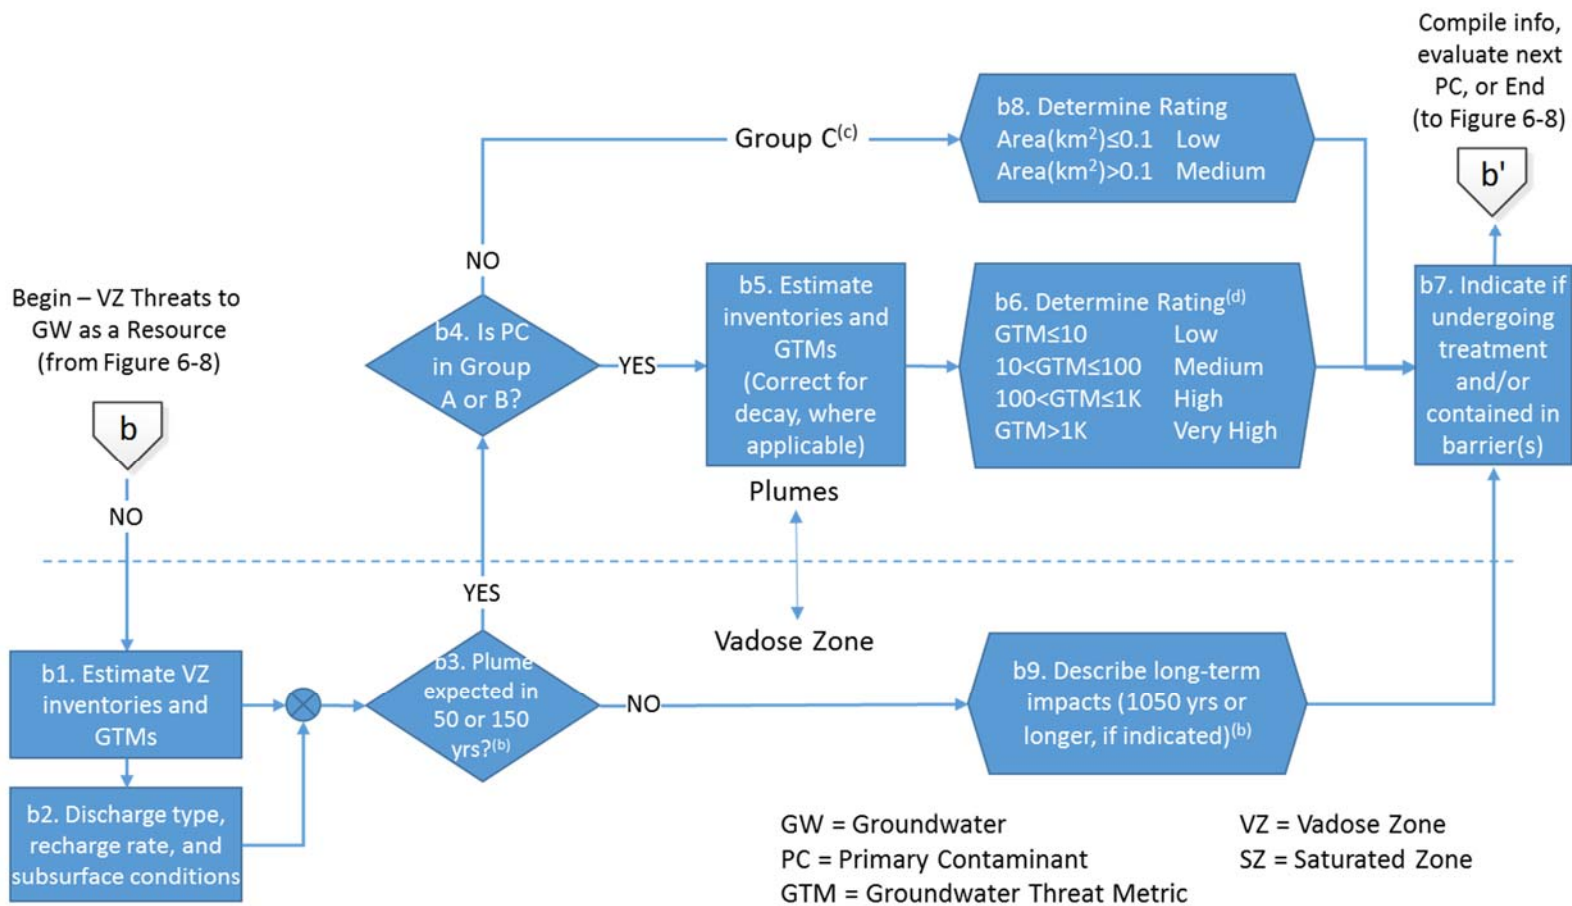 Compile info,
evaluate next
PC, or End
(to Figure 6-8)
b'
b8. Determine Rating
Area(km²)≤0.1 Low
Area(km²)>0.1 Medium
Group C(c)
NO
Begin – VZ Threats to
GW as a Resource
(from Figure 6-8)
b
NO
b4. Is PC
in Group
A or B?
YES
b5. Estimate
inventories and
GTMs
(Correct for
decay, where
applicable)
b6. Determine Rating(d)
GTM≤10 Low
10<GTM≤100 Medium
100<GTM≤1K High
GTM>1K Very High
b7. Indicate if
undergoing
treatment
and/or
contained in
barrier(s)
Plumes
Vadose Zone
YES
b1. Estimate VZ
inventories and
GTMs
b2. Discharge type,
recharge rate, and
subsurface conditions
b3. Plume
expected in
50 or 150
yrs?(b)
NO
b9. Describe long-term
impacts (1050 yrs or
longer, if indicated)(b)
GW = Groundwater VZ = Vadose Zone
PC = Primary Contaminant SZ = Saturated Zone
GTM = Groundwater Threat Metric